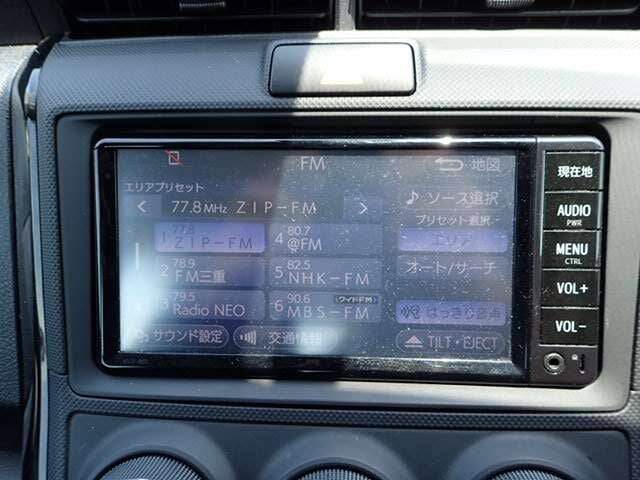 FM
地図
エリアプリセット
77.8 MHz ZIP-FM
♪ ソース選択
プリセット選択
エリア
オート/サーチ
はっきり音声
TILT・EJECT
77.8
1 ZIP-FM
80.7
4 @FM
78.9
2 FM三重
82.5
5 NHK-FM
79.5
3 Radio NEO
90.6 ワイドFM
6 MBS-FM
サウンド設定
交通情報
現在地
AUDIO
PWR
MENU
CTRL
VOL+
VOL-